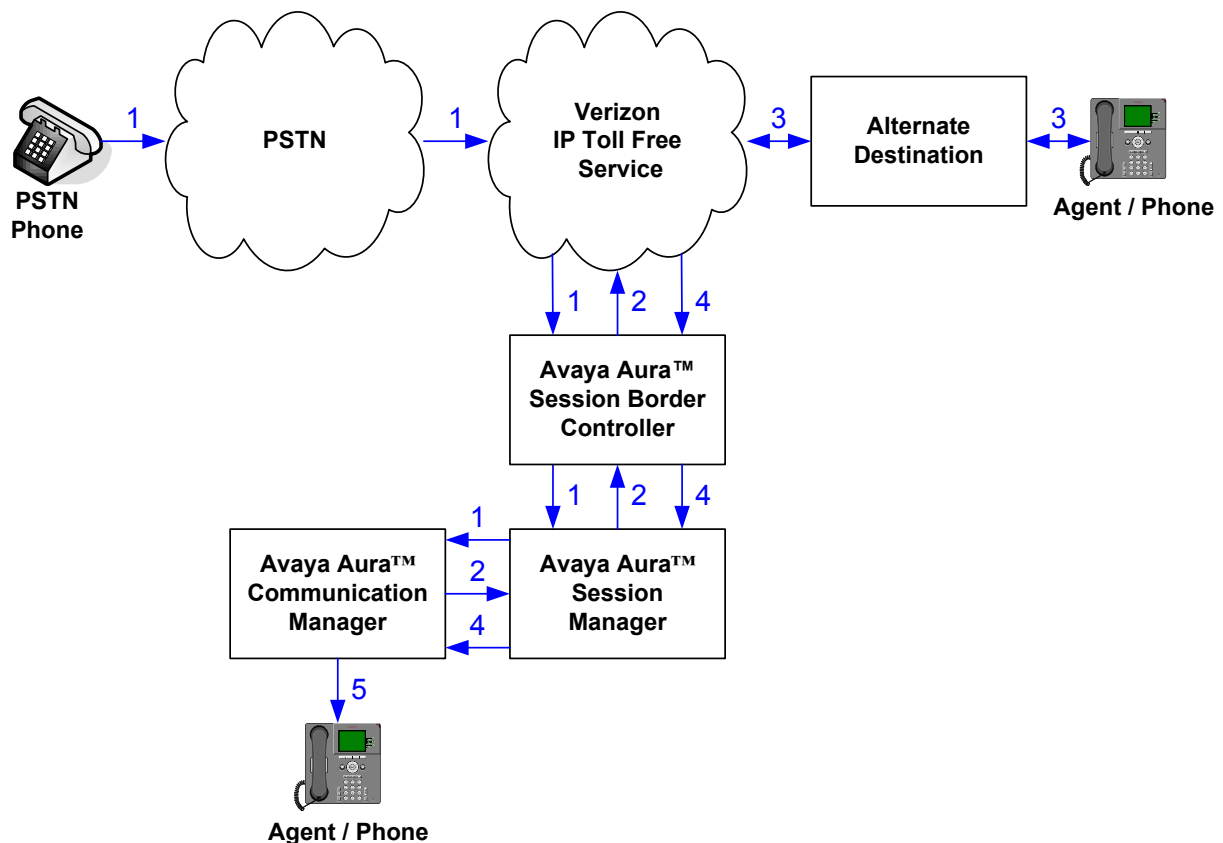 1
PSTN
1
Verizon
IP Toll Free
Service
3
Alternate
Destination
3
PSTN
Phone
Agent / Phone
1
2
4
Avaya Aura™
Session Border
Controller
1
2
4
1
Avaya Aura™
Communication
Manager
2
Avaya Aura™
Session
Manager
4
5
Agent / Phone